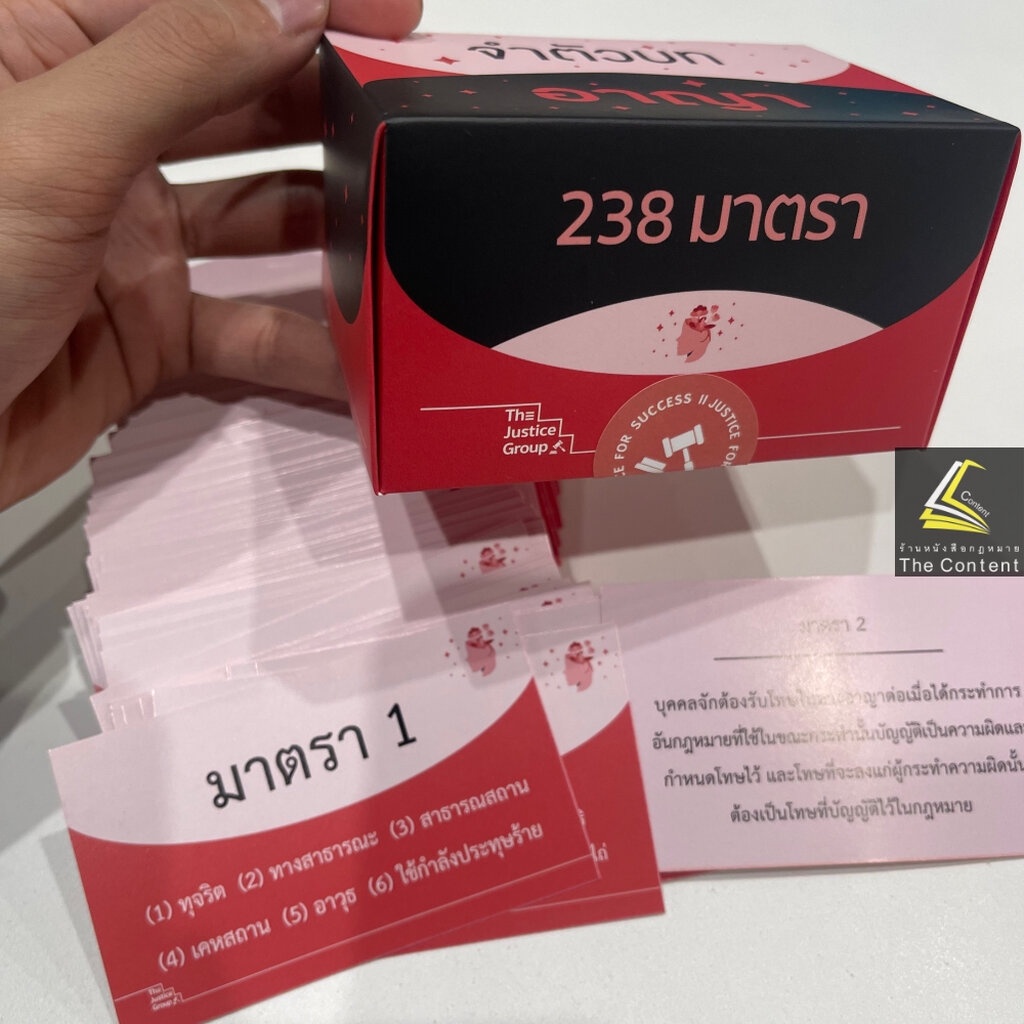 จำตัวบท
อาญา
238 มาตรา
The
Justice
Group
FOR SUCCESS // JUSTICE FOR
Content
ร้านหนังสือกฎหมาย
The Content
มาตรา 1
(1) ทุจริต (2) ทางสาธารณะ (3) สาธารณสถาน
(4) เคหสถาน (5) อาวุธ (6) ใช้กำลังประทุษร้าย
The
Justice
Group
มาตรา 2
บุคคลจักต้องรับโทษในทางอาญาต่อเมื่อได้กระทำการ
อันกฎหมายที่ใช้ในขณะกระทำนั้นบัญญัติเป็นความผิดและ
กำหนดโทษไว้ และโทษที่จะลงแก่ผู้กระทำความผิดนั้น
ต้องเป็นโทษที่บัญญัติไว้ในกฎหมาย